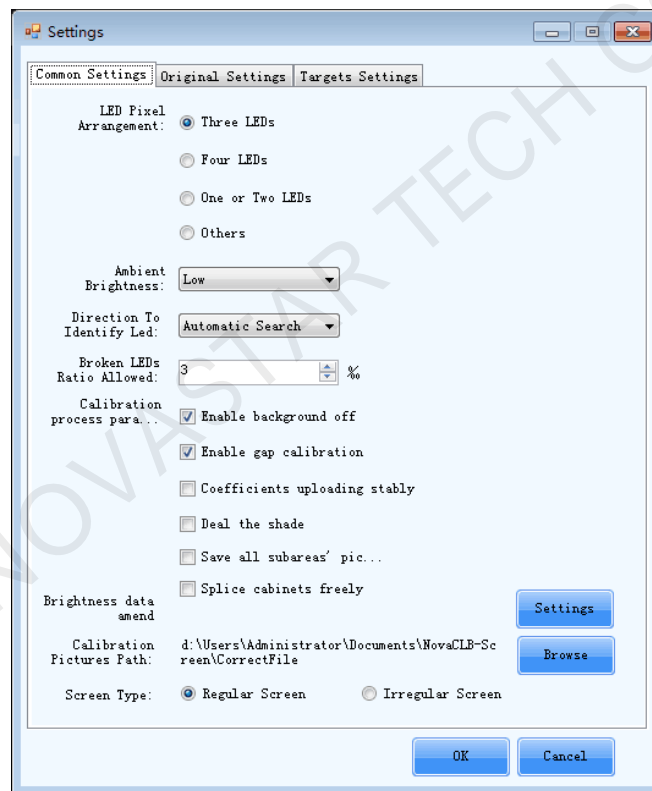 Settings
Common Settings Original Settings Targets Settings
LED Pixel
Arrangement:
Three LEDs
Four LEDs
One or Two LEDs
Others
Ambient
Brightness:
Low
Direction To
Identify Led:
Automatic Search
Broken LEDs
Ratio Allowed:
3 ‰
Calibration
process para...
Enable background off
Enable gap calibration
Coefficients uploading stably
Deal the shade
Save all subareas' pic...
Splice cabinets freely
Brightness data
amend
Settings
Calibration
Pictures Path:
d:\Users\Administrator\Documents\NovaCLB-Sc
reen\CorrectFile
Browse
Screen Type: Regular Screen Irregular Screen
OK Cancel
NOVASTAR TECH C